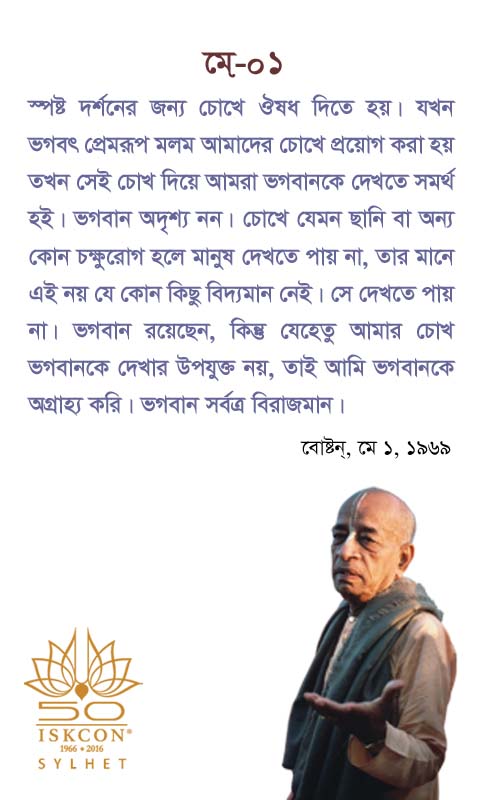 মে-০১
স্পষ্ট দর্শনের জন্য চোখে ঔষধ দিতে হয়। যখন
ভগবৎ প্রেমরূপ মলম আমাদের চোখে প্রয়োগ করা হয়
তখন সেই চোখ দিয়ে আমরা ভগবানকে দেখতে সমর্থ
হই। ভগবান অদৃশ্য নন। চোখে যেমন ছানি বা অন্য
কোন চক্ষুরোগ হলে মানুষ দেখতে পায় না, তার মানে
এই নয় যে কোন কিছু বিদ্যমান নেই। সে দেখতে পায়
না। ভগবান রয়েছেন, কিন্তু যেহেতু আমার চোখ
ভগবানকে দেখার উপযুক্ত নয়, তাই আমি ভগবানকে
অগ্রাহ্য করি। ভগবান সর্বত্র বিরাজমান।
বোষ্টন্, মে ১, ১৯৬৯
50
ISKCON®
1966 • 2016
SYLHET